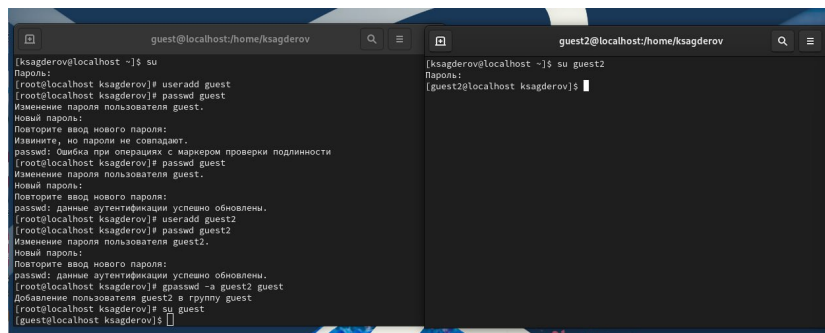 guest@localhost:/home/ksagderov
[ksagderov@localhost ~]$ su
Пароль:
[root@localhost ksagderov]# useradd guest
[root@localhost ksagderov]# passwd guest
Изменение пароля пользователя guest.
Новый пароль:
Повторите ввод нового пароля:
Извините, но пароли не совпадают.
passwd: Ошибка при операциях с маркером проверки подлинности
[root@localhost ksagderov]# passwd guest
Изменение пароля пользователя guest.
Новый пароль:
Повторите ввод нового пароля:
passwd: данные аутентификации успешно обновлены.
[root@localhost ksagderov]# useradd guest2
[root@localhost ksagderov]# passwd guest2
Изменение пароля пользователя guest2.
Новый пароль:
Повторите ввод нового пароля:
passwd: данные аутентификации успешно обновлены.
[root@localhost ksagderov]# gpasswd -a guest2 guest
Добавление пользователя guest2 в группу guest
[root@localhost ksagderov]# su guest
[guest@localhost ksagderov]$
guest2@localhost:/home/ksagderov
[ksagderov@localhost ~]$ su guest2
Пароль:
[guest2@localhost ksagderov]$